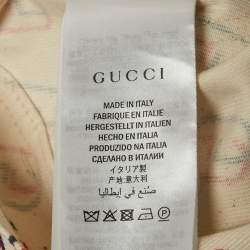 GUCCI
MADE IN ITALY
FABRIQUE EN ITALIE
HERGESTELLT IN ITALIEN
HECHO EN ITALIA
PRODUZIDO NA ITÁLIA
СДЕЛАНО В ИТАЛИИ
イタリア製
产地:意大利
صنع في إيطاليا